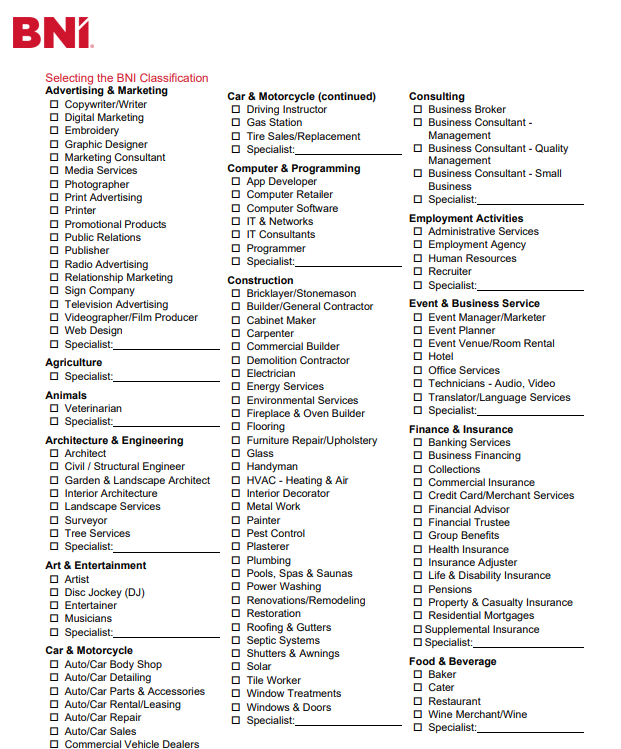 BNI®
Selecting the BNI Classification
Advertising & Marketing
Copywriter/Writer
Digital Marketing
Embroidery
Graphic Designer
Marketing Consultant
Media Services
Photographer
Print Advertising
Printer
Promotional Products
Public Relations
Publisher
Radio Advertising
Relationship Marketing
Sign Company
Television Advertising
Videographer/Film Producer
Web Design
Specialist:
Agriculture
Specialist:
Animals
Veterinarian
Specialist:
Architecture & Engineering
Architect
Civil / Structural Engineer
Garden & Landscape Architect
Interior Architecture
Landscape Services
Surveyor
Tree Services
Specialist:
Art & Entertainment
Artist
Disc Jockey (DJ)
Entertainer
Musicians
Specialist:
Car & Motorcycle
Auto/Car Body Shop
Auto/Car Detailing
Auto/Car Parts & Accessories
Auto/Car Rental/Leasing
Auto/Car Repair
Auto/Car Sales
Commercial Vehicle Dealers
Car & Motorcycle (continued)
Driving Instructor
Gas Station
Tire Sales/Replacement
Specialist:
Computer & Programming
App Developer
Computer Retailer
Computer Software
IT & Networks
IT Consultants
Programmer
Specialist:
Construction
Bricklayer/Stonemason
Builder/General Contractor
Cabinet Maker
Carpenter
Commercial Builder
Demolition Contractor
Electrician
Energy Services
Environmental Services
Fireplace & Oven Builder
Flooring
Furniture Repair/Upholstery
Glass
Handyman
HVAC - Heating & Air
Interior Decorator
Metal Work
Painter
Pest Control
Plasterer
Plumbing
Pools, Spas & Saunas
Power Washing
Renovations/Remodeling
Restoration
Roofing & Gutters
Septic Systems
Shutters & Awnings
Solar
Tile Worker
Window Treatments
Windows & Doors
Specialist:
Consulting
Business Broker
Business Consultant -
Management
Business Consultant - Quality
Management
Business Consultant - Small
Business
Specialist:
Employment Activities
Administrative Services
Employment Agency
Human Resources
Recruiter
Specialist:
Event & Business Service
Event Manager/Marketer
Event Planner
Event Venue/Room Rental
Hotel
Office Services
Technicians - Audio, Video
Translator/Language Services
Specialist:
Finance & Insurance
Banking Services
Business Financing
Collections
Commercial Insurance
Credit Card/Merchant Services
Financial Advisor
Financial Trustee
Group Benefits
Health Insurance
Insurance Adjuster
Life & Disability Insurance
Pensions
Property & Casualty Insurance
Residential Mortgages
Supplemental Insurance
Specialist:
Food & Beverage
Baker
Cater
Restaurant
Wine Merchant/Wine
Specialist: